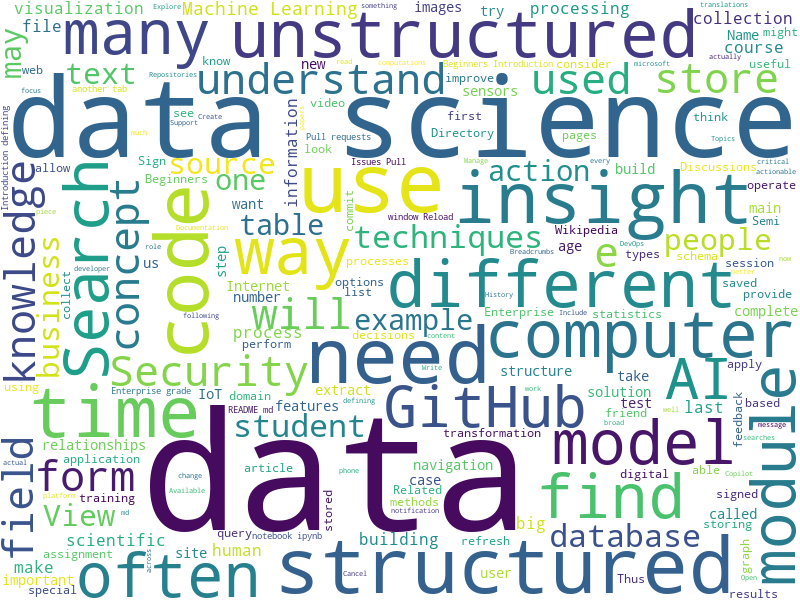 visualization
Machine Learning
Explore
something
images
try
processing
translations
collection
Name
might
file
many
unstructured
course
actually
useful
may
web
text
know
understand
new
read
Beginners Introduction
consider
computations
improve
used
sensors
store
microsoft
focus
another tab
Repositories
data science
see
Support
Create
video
look
first
Directory
pages
think
Topics
Pull requests
information
papers
Introduction defining
allow
knowledge
Search
concept
Sign
Beginners
source
code
one
want
use
Issues Pull
Manage
action
every
build
Discussions
critical
actionable
operate
insight
main
Semi
much
piece
collect
developer
role
us
step
Documentation
way
table
commit
window Reload
techniques
Wikipedia
age
e
DevOps
types
people
schema
session
now
better
business
Internet
processes
options
list
Breadcrumbs
different
saved
provide
History
Include
complete
following
number
will
process
perform
example
decisions
content
need
Enterprise
statistics
computer
Write
structure
using
time
Security
Enterprise grade
IoT
domain
extract
defining
README md
features
GitHub
work
solution
test
friend
broad
take
AI
last
apply
based
feedback
well
message
searches
module
student
relationships
application
transformation
model
field
actual
form
training
View
platform
md
data
change
Available
article
phone
case
navigation
Related
methods
notification
find
digital
able
Copilot
signed
called
storing
big
scientific
assignment
across
site
human
query
notebook ipynb
stored
building
refresh
database
graph
Open
make
important
special
often
Cancel
structured
user
Thus
results